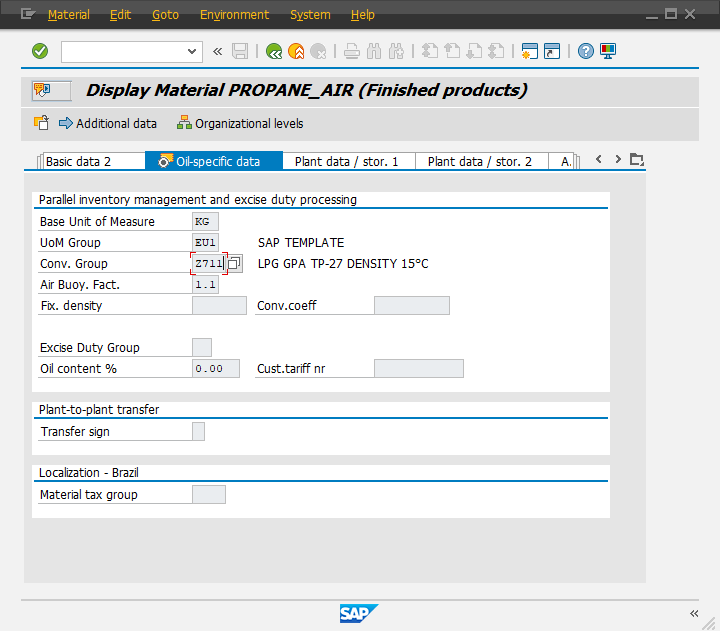 Material Edit Goto Environment System Help
Display Material PROPANE_AIR (Finished products)
Additional data Organizational levels
Basic data 2 Oil-specific data Plant data / stor. 1 Plant data / stor. 2 A.
Parallel inventory management and excise duty processing
Base Unit of Measure KG
UoM Group EU1 SAP TEMPLATE
Conv. Group Z711 LPG GPA TP-27 DENSITY 15°C
Air Buoy. Fact. 1.1
Fix. density Conv.coeff
Excise Duty Group
Oil content % 0.00 Cust.tariff nr
Plant-to-plant transfer
Transfer sign
Localization - Brazil
Material tax group
SAP